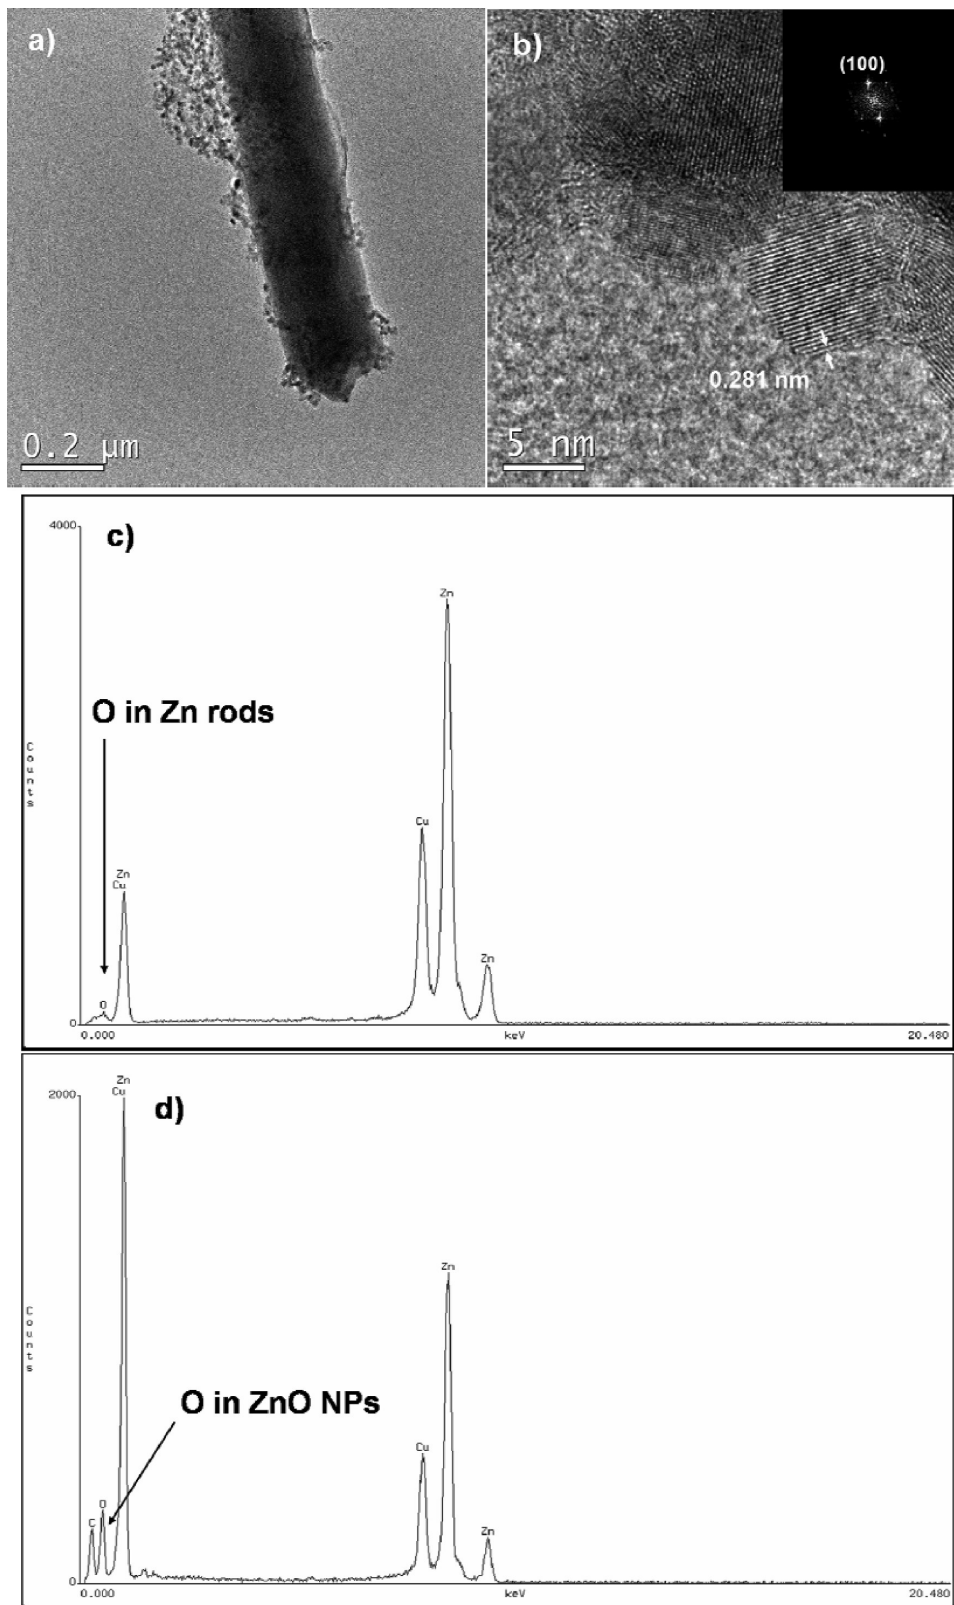 a)
0.2 µm
b)
(100)
0.281 nm
5 nm
c)
4000
Zn
O in Zn rods
Counts
Cu
Zn
Cu
Zn
O
0
0.000
keV
20.480
Zn
Cu
2000
d)
Zn
Counts
O in ZnO NPs
Cu
O
C
Zn
0
0.000
keV
20.480